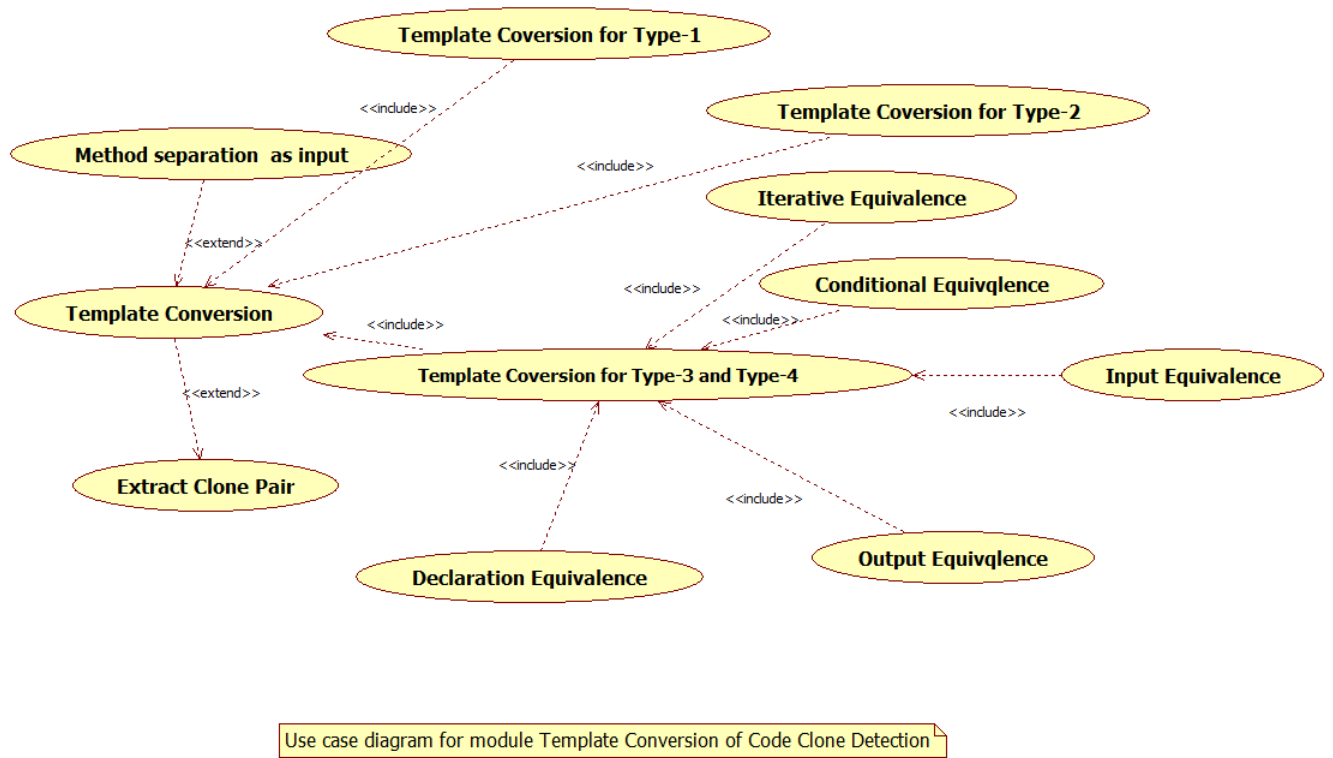 Template Coversion for Type-1
<<include>>
Template Coversion for Type-2
Method separation  as input
<<include>>
Iterative Equivalence
<<extend>>
Conditional Equivqlence
<<include>>
Template Conversion
<<include>>
<<include>>
Template Coversion for Type-3 and Type-4
Input Equivalence
<<extend>>
<<include>>
<<include>>
Extract Clone Pair
<<include>>
Output Equivqlence
Declaration Equivalence
Use case diagram for module Template Conversion of Code Clone Detection